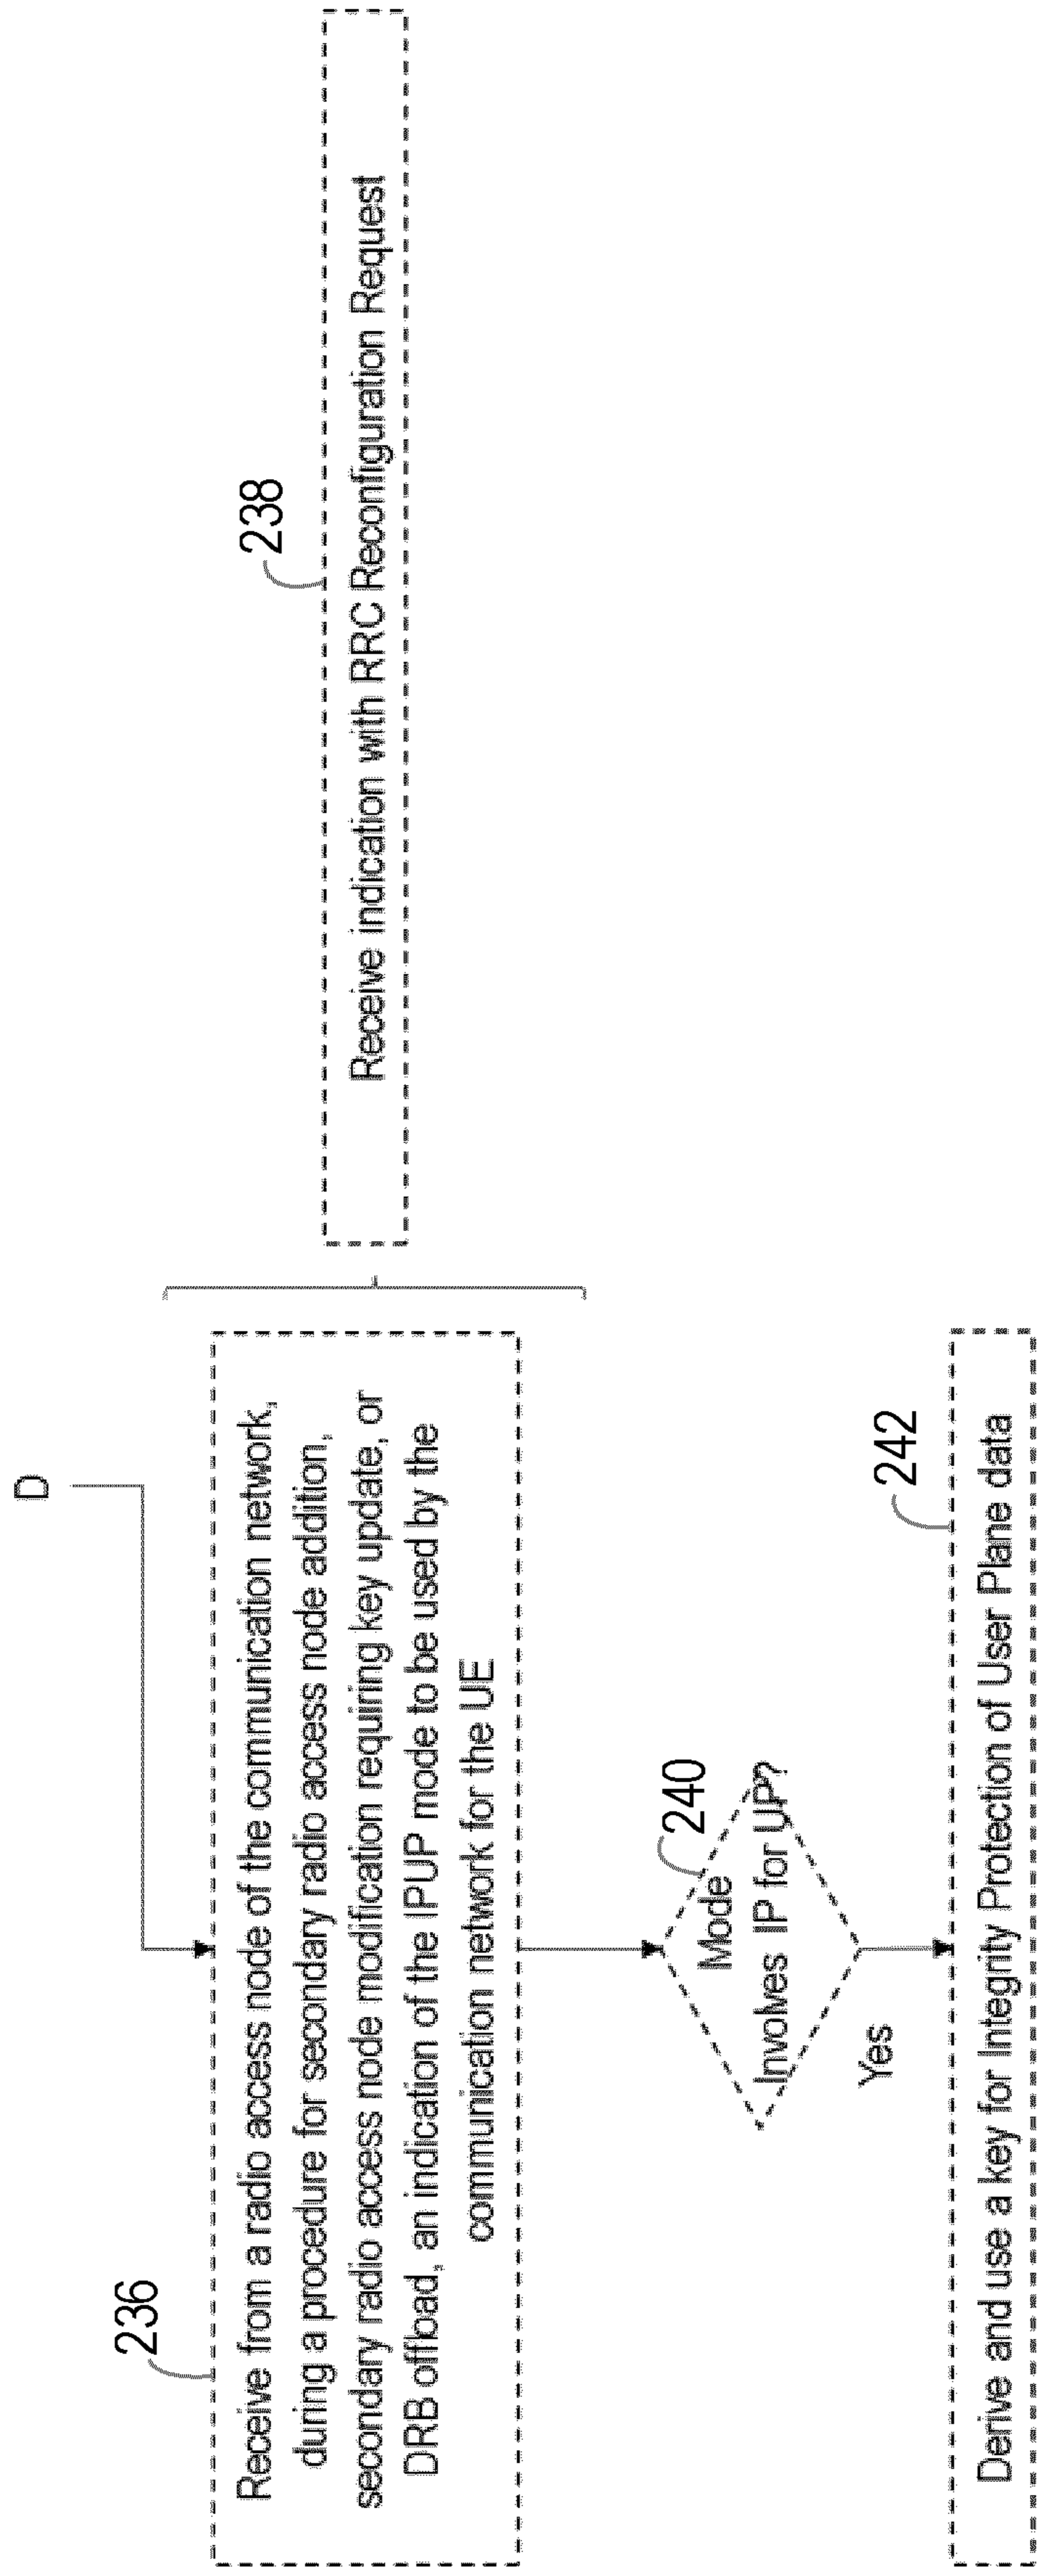 D
236
Receive from a radio access node of the communication network,
during a procedure for secondary radio access node addition,
secondary radio access node modification requiring key update, or
DRB offload, an indication of the IPUP mode to be used by the
communication network for the UE
238
Receive indication with RRC Reconfiguration Request
240
Mode
Involves IP for UP?
Yes
242
Derive and use a key for Integrity Protection of User Plane data